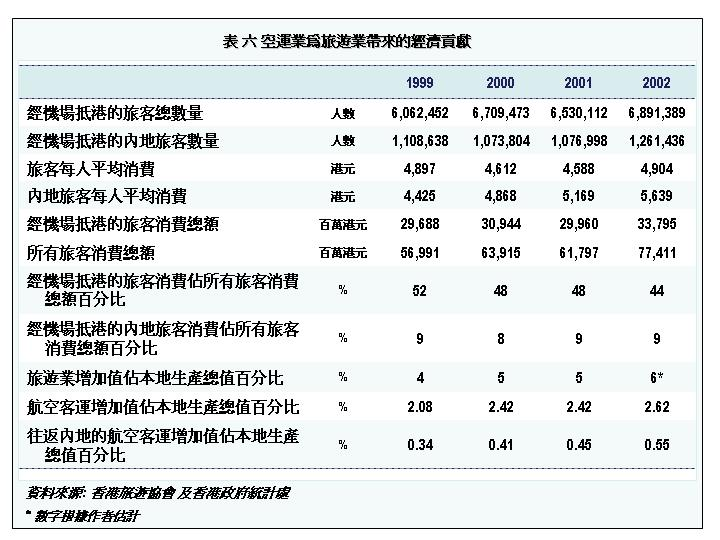 表 六 空運業為旅遊業帶來的經濟貢獻
1999 2000 2001 2002
經機場抵港的旅客總數量 人數 6,062,452 6,709,473 6,530,112 6,891,389
經機場抵港的內地旅客數量 人數 1,108,638 1,073,804 1,076,998 1,261,436
旅客每人平均消費 港元 4,897 4,612 4,588 4,904
內地旅客每人平均消費 港元 4,425 4,868 5,169 5,639
經機場抵港的旅客消費總額 百萬港元 29,688 30,944 29,960 33,795
所有旅客消費總額 百萬港元 56,991 63,915 61,797 77,411
經機場抵港的旅客消費佔所有旅客消費
總額百分比 % 52 48 48 44
經機場抵港的內地旅客消費佔所有旅客
消費總額百分比 % 9 8 9 9
旅遊業增加值佔本地生產總值百分比 % 4 5 5 6*
航空客運增加值佔本地生產總值百分比 % 2.08 2.42 2.42 2.62
往返內地的航空客運增加值佔本地生產
總值百分比 % 0.34 0.41 0.45 0.55
資料來源: 香港旅遊協會 及香港政府統計處
* 數字根據作者估計